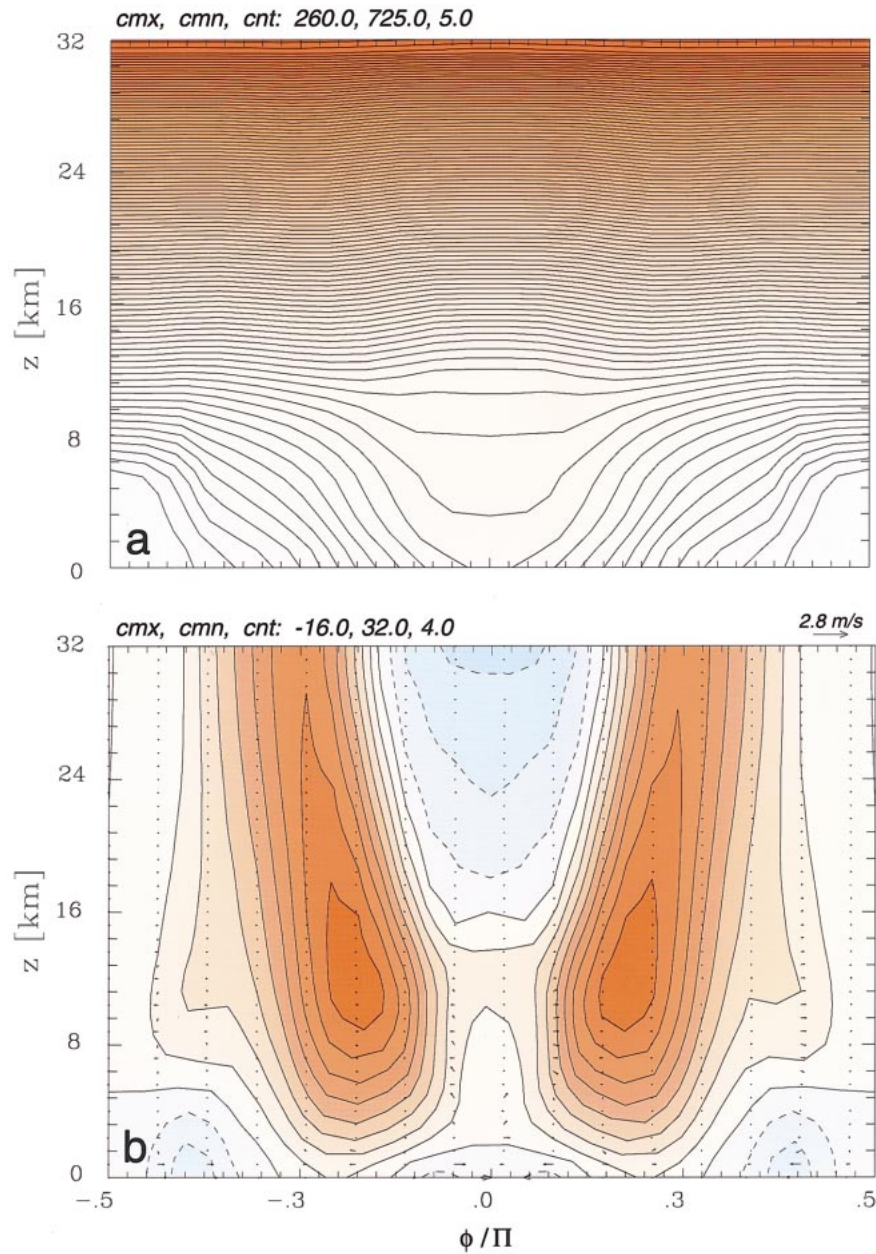 cmx, cmn, cnt: 260.0, 725.0, 5.0
32
24
z [km]
16
8
a
0
cmx, cmn, cnt: -16.0, 32.0, 4.0
2.8 m/s
32
24
z [km]
16
8
b
0
-.5 -.3 .0 .3 .5
ϕ/Π